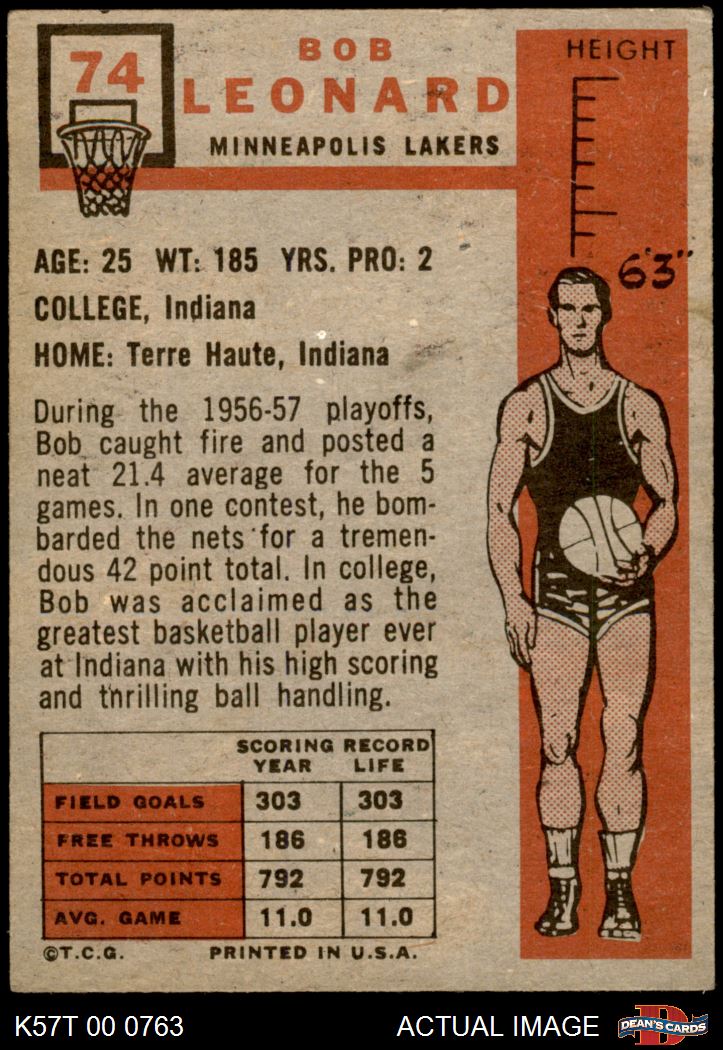 74
BOB
LEONARD
MINNEAPOLIS LAKERS
HEIGHT
6'3"
AGE: 25 WT: 185 YRS. PRO: 2
COLLEGE, Indiana
HOME: Terre Haute, Indiana
During the 1956-57 playoffs,
Bob caught fire and posted a
neat 21.4 average for the 5
games. In one contest, he bom-
barded the nets for a tremen-
dous 42 point total. In college,
Bob was acclaimed as the
greatest basketball player ever
at Indiana with his high scoring
and thrilling ball handling.
SCORING RECORD
YEAR LIFE
FIELD GOALS 303 303
FREE THROWS 186 186
TOTAL POINTS 792 792
AVG. GAME 11.0 11.0
©T.C.G. PRINTED IN U.S.A.
K57T 00 0763 ACTUAL IMAGE D DEAN'S CARDS